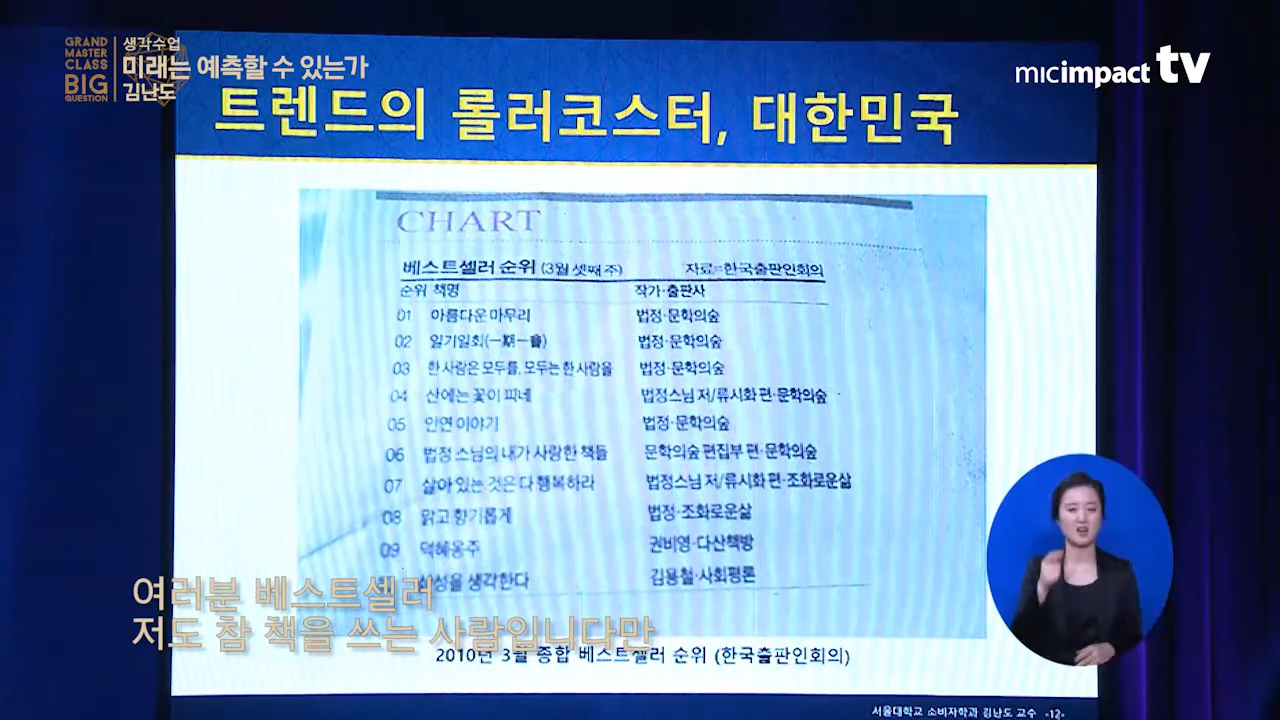 GRAND
MASTER
CLASS
BIG
QUESTION
생각수업
미래는 예측할 수 있는가
김난도
micimpact tv
트렌드의 롤러코스터, 대한민국
CHART
베스트셀러 순위 (3월 셋째 주) 자료=한국출판인회의
순위 책명 작가·출판사
01 아름다운 마무리 법정·문학의숲
02 일기일회(一期一會) 법정·문학의숲
03 한 사람은 모두를, 모두는 한 사람을 법정·문학의숲
04 산에는 꽃이 피네 법정스님 저/류시화 편·문학의숲
05 인연 이야기 법정·문학의숲
06 법정 스님의 내가 사랑한 책들 문학의숲 편집부 편·문학의숲
07 살아 있는 것은 다 행복하라 법정스님 저/류시화 편·조화로운삶
08 맑고 향기롭게 법정·조화로운삶
09 덕혜옹주 권비영·다산책방
삼성을 생각한다 김용철·사회평론
여러분 베스트셀러
저도 참 책을 쓰는 사람입니다만
2010년 3월 종합 베스트셀러 순위 (한국출판인회의)
서울대학교 소비자학과 김난도 교수 -12-